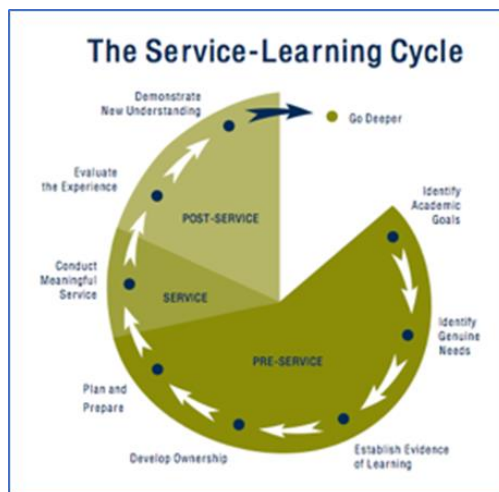 The Service-Learning Cycle
Demonstrate
New Understanding
Go Deeper
Evaluate
the Experience
Identify
Academic
Goals
POST-SERVICE
Conduct
Meaningful
Service
SERVICE
Identify
Genuine
Needs
PRE-SERVICE
Plan and
Prepare
Develop Ownership
Establish Evidence
of Learning